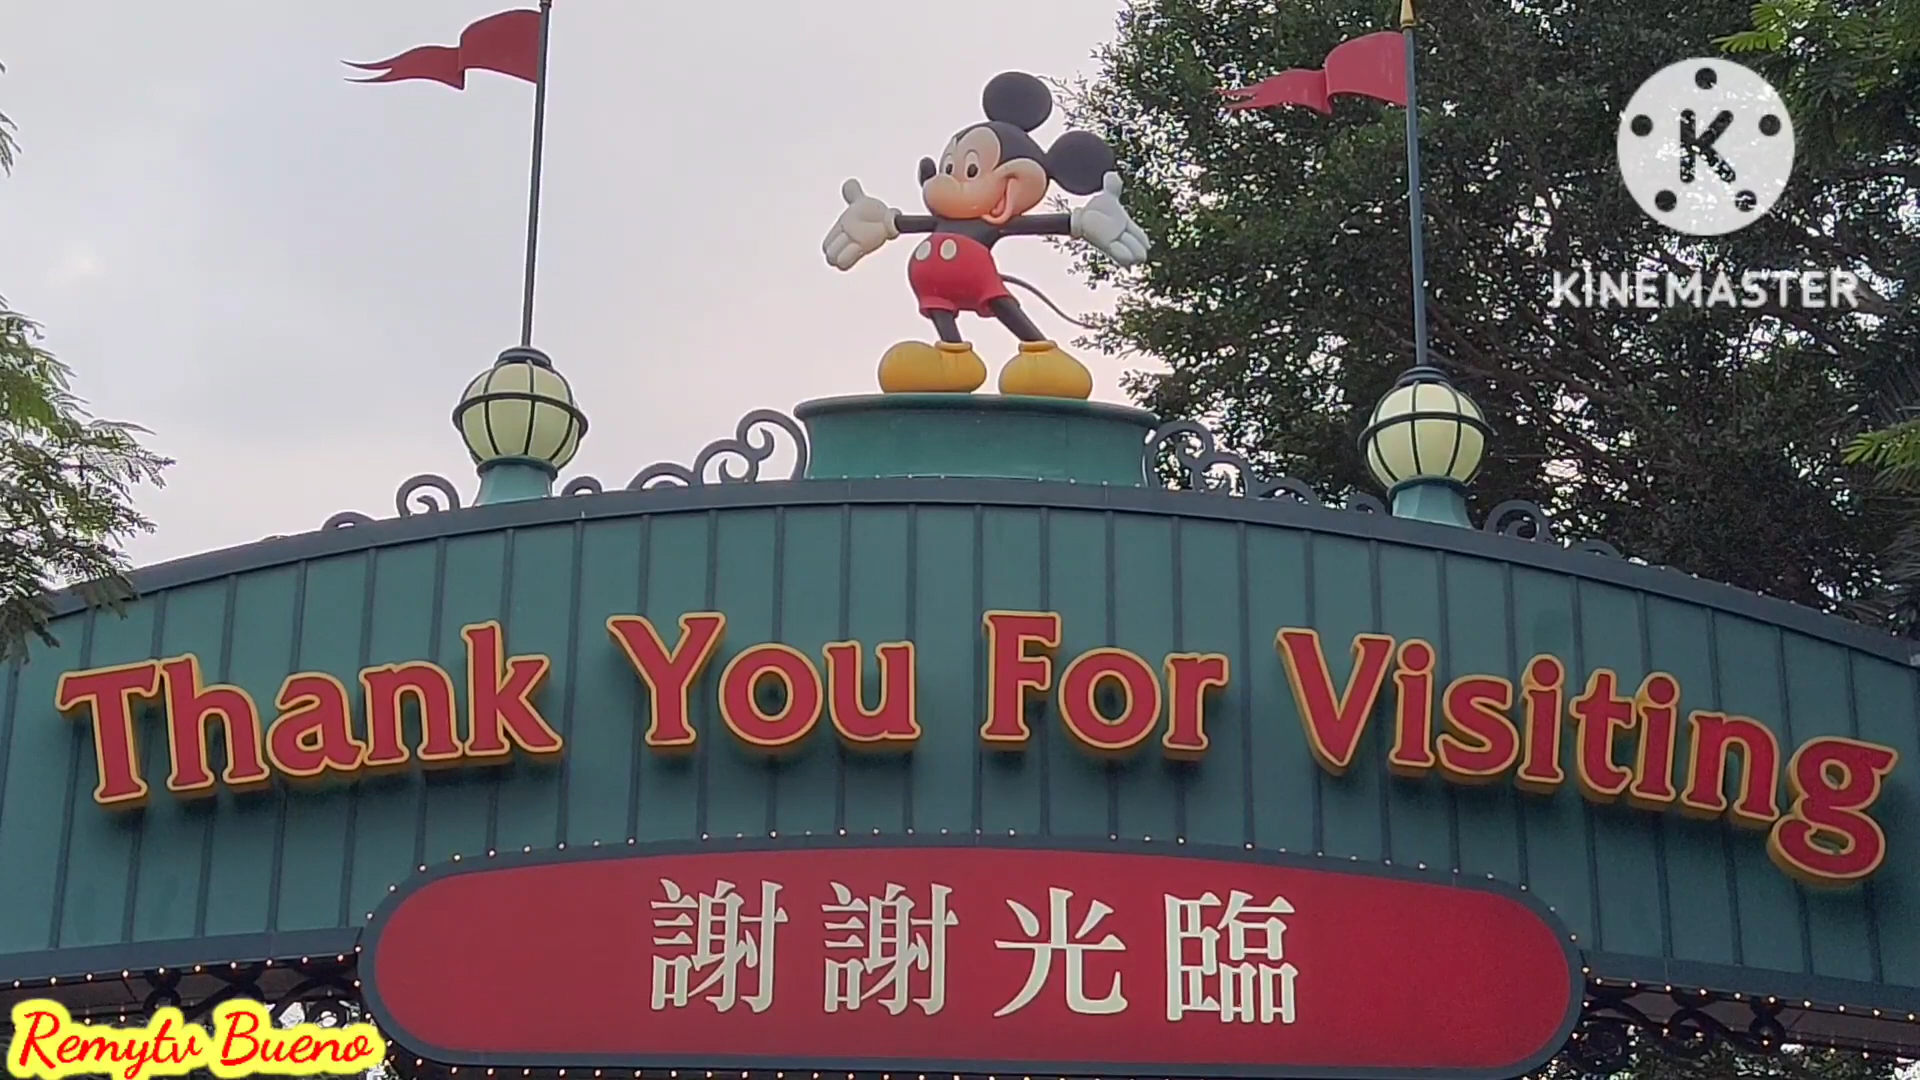 K
KINEMASTER
Thank You For Visiting
謝謝光臨
Remytv Bueno